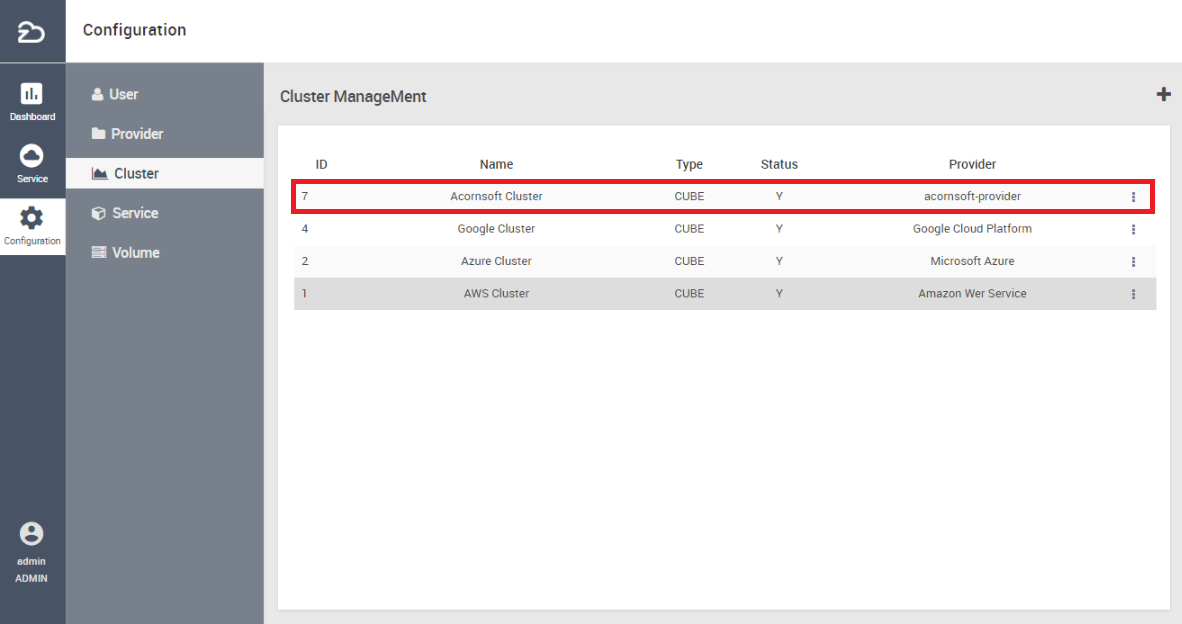 Configuration
Dashboard
Service
Configuration
admin
ADMIN
User
Provider
Cluster
Service
Volume
Cluster ManageMent
ID Name Type Status Provider
7 Acornsoft Cluster CUBE Y acornsoft-provider
4 Google Cluster CUBE Y Google Cloud Platform
2 Azure Cluster CUBE Y Microsoft Azure
1 AWS Cluster CUBE Y Amazon Wer Service